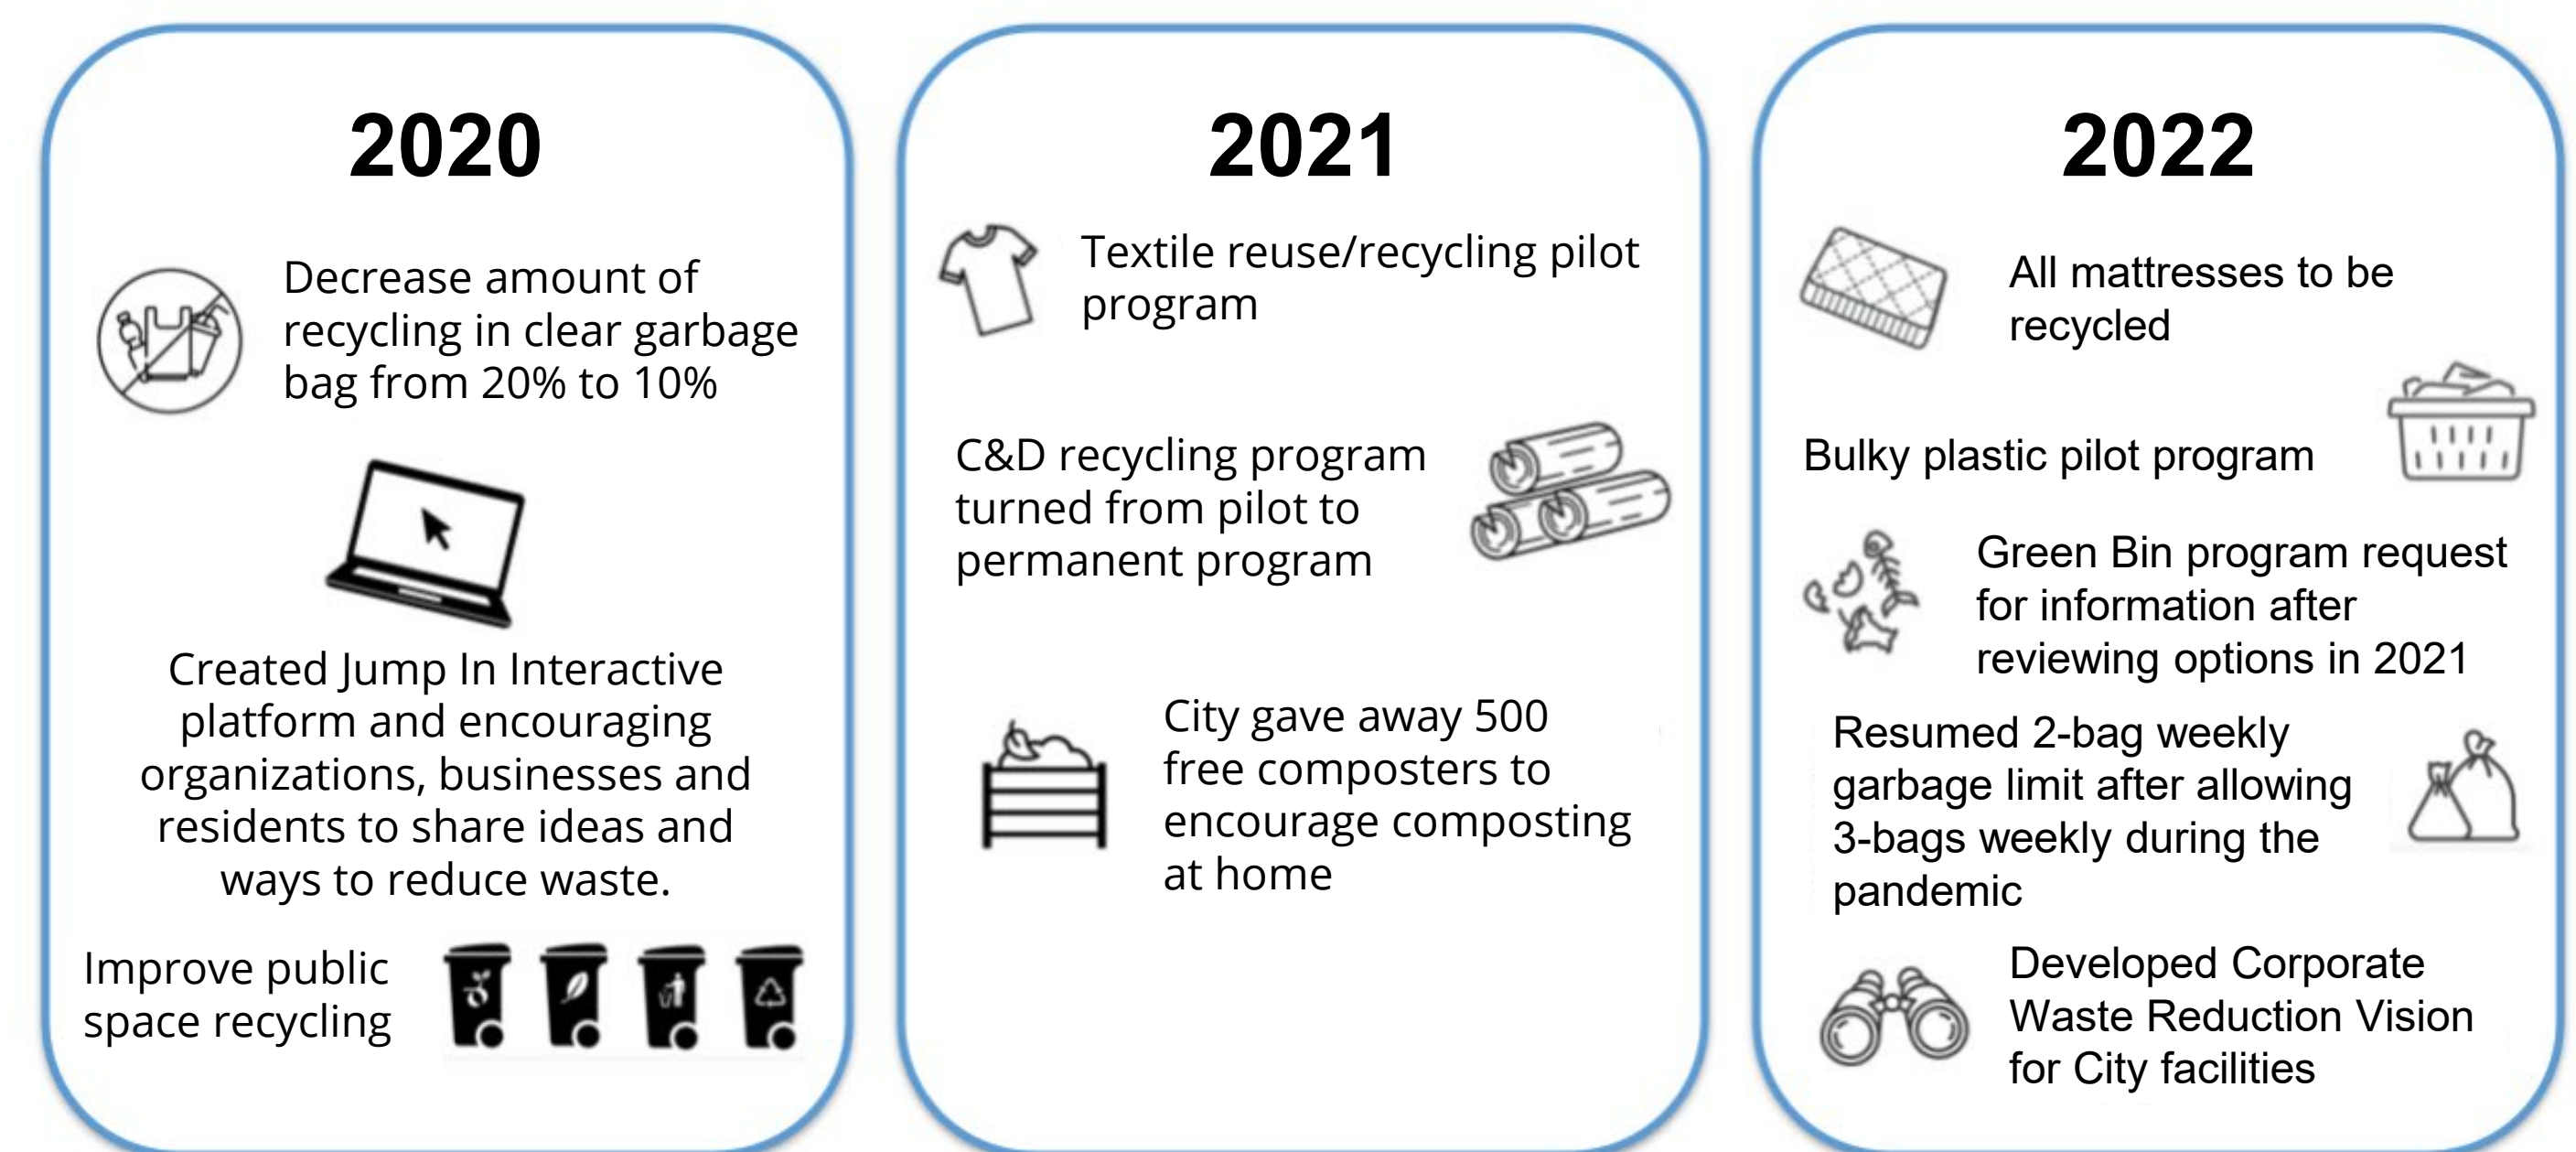 2020
Decrease amount of
recycling in clear garbage
bag from 20% to 10%
Created Jump In Interactive
platform and encouraging
organizations, businesses and
residents to share ideas and
ways to reduce waste.
Improve public
space recycling
2021
Textile reuse/recycling pilot
program
C&D recycling program
turned from pilot to
permanent program
City gave away 500
free composters to
encourage composting
at home
2022
All mattresses to be
recycled
Bulky plastic pilot program
Green Bin program request
for information after
reviewing options in 2021
Resumed 2-bag weekly
garbage limit after allowing
3-bags weekly during the
pandemic
Developed Corporate
Waste Reduction Vision
for City facilities